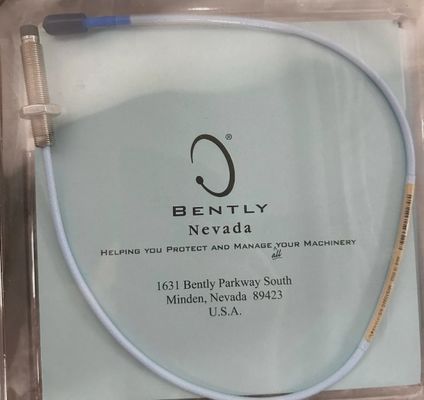 ®
BENTLY
Nevada
HELPING YOU PROTECT AND MANAGE YOUR MACHINERY
all
1631 Bently Parkway South
Minden, Nevada 89423
U.S.A.